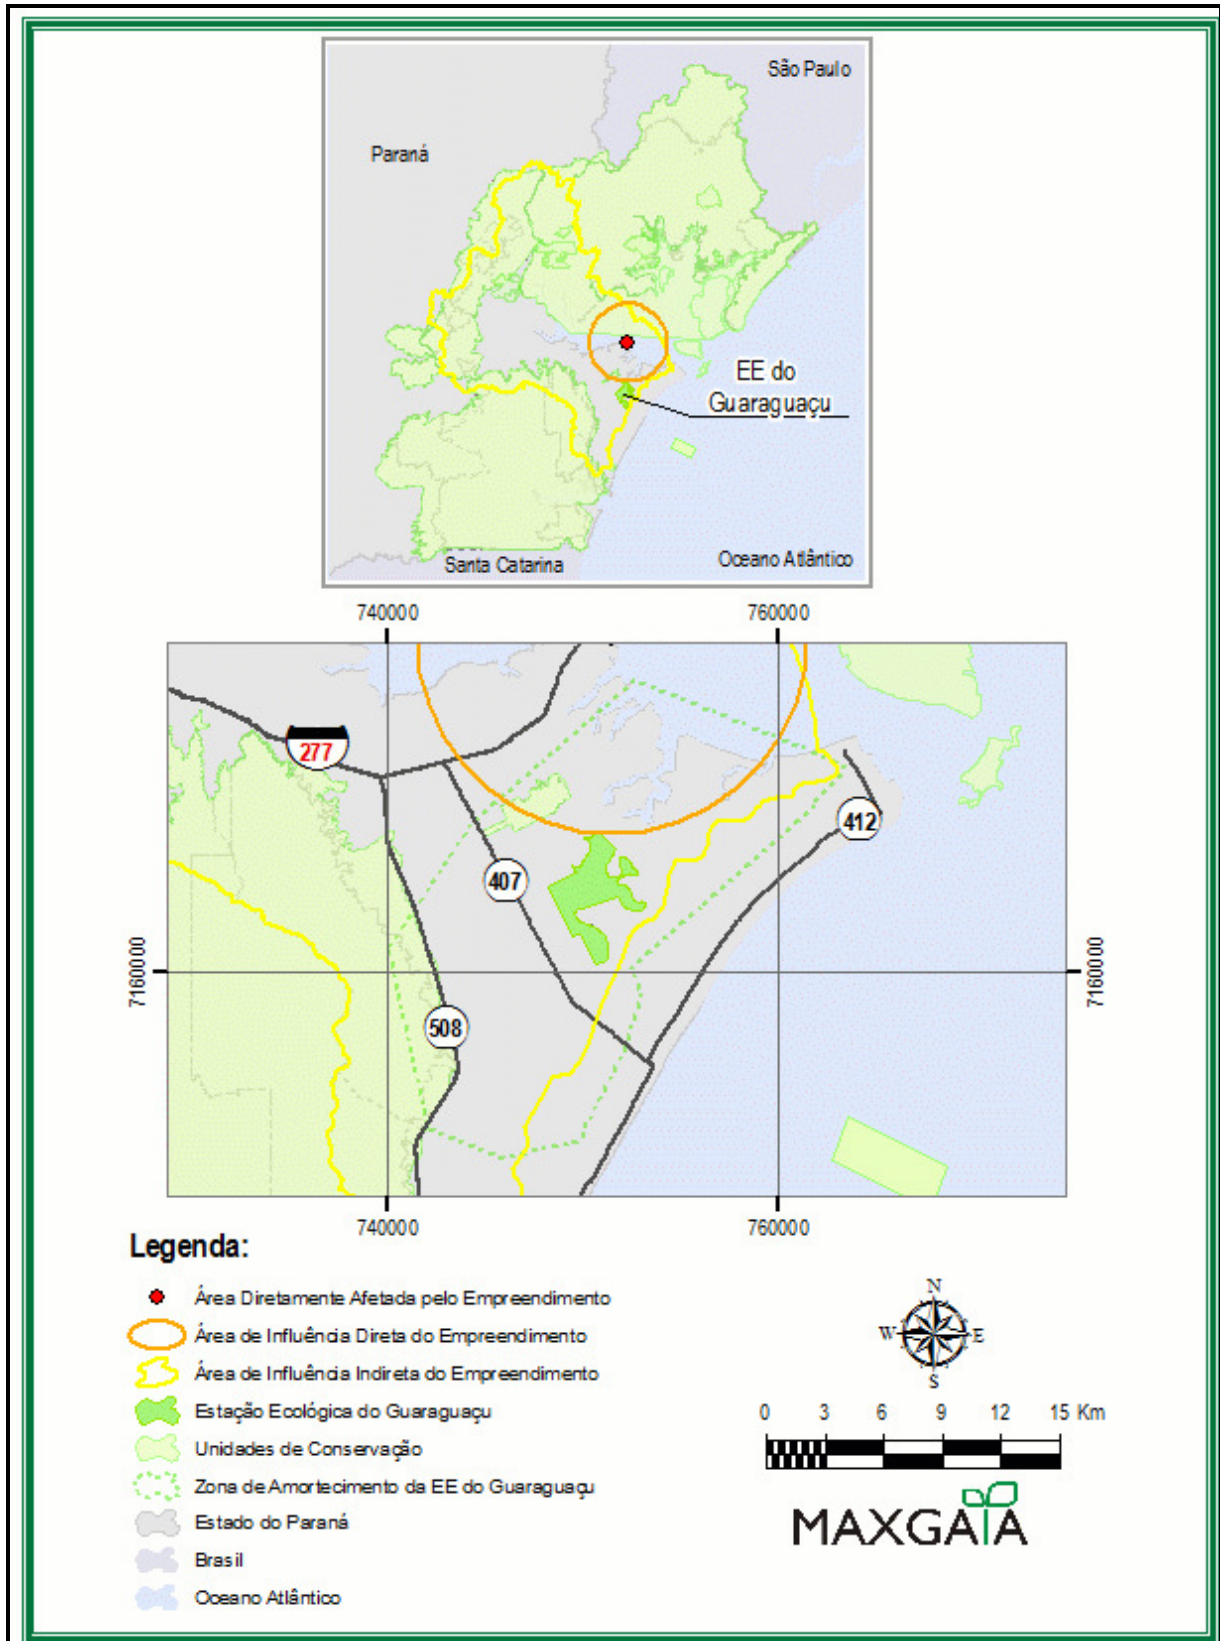 São Paulo
Paraná
EE do
Guaraguaçu
Santa Catarina
Oceano Atlântico
740000
760000
277
412
407
7160000
7160000
508
740000
760000
Legenda:
Área Diretamente Afetada pelo Empreendimento
Área de Influência Direta do Empreendimento
Área de Influência Indireta do Empreendimento
Estação Ecológica do Guaraguaçu
Unidades de Conservação
Zona de Amortecimento da EE do Guaraguaçu
Estado do Paraná
Brasil
Oceano Atlântico
N
W E
S
0 3 6 9 12 15 Km
MAXGAIA